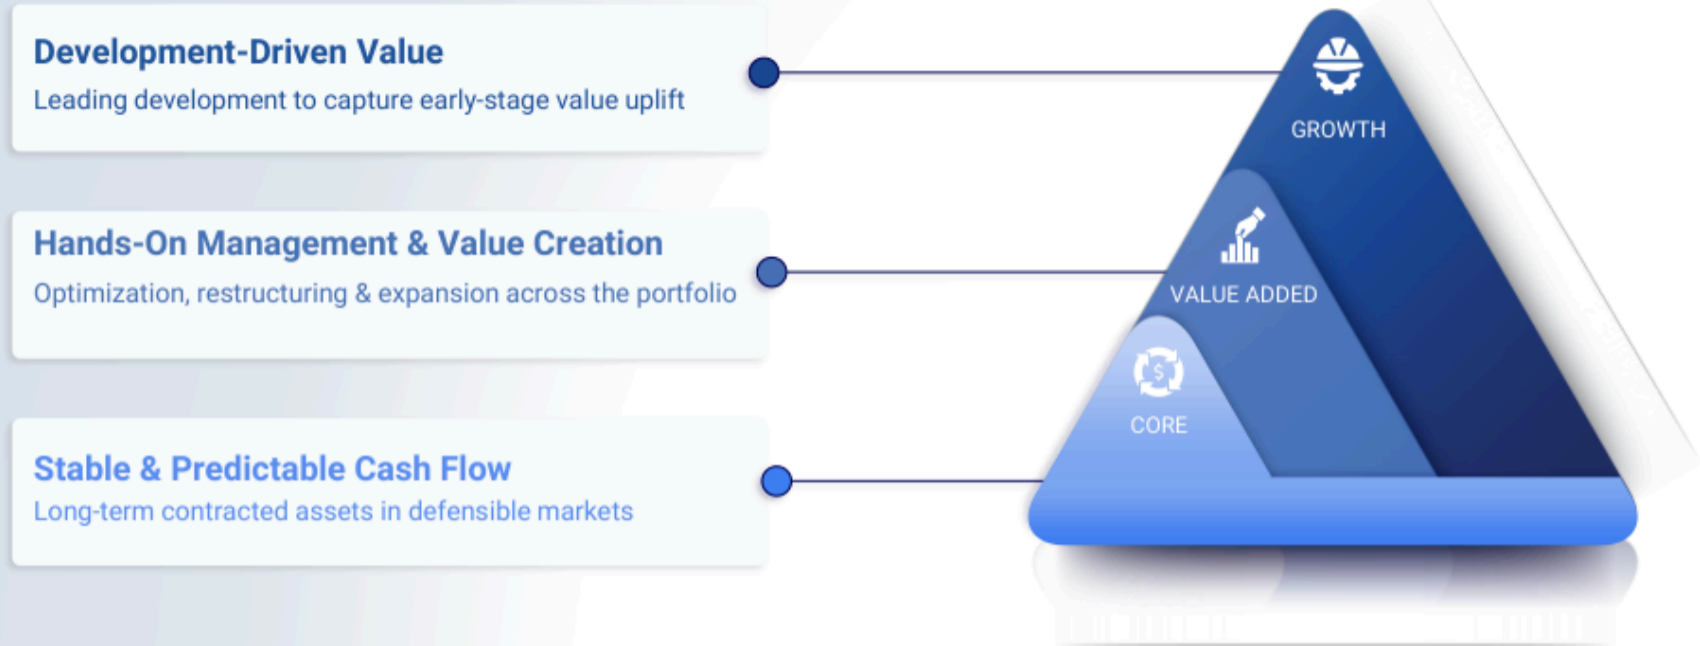 Development-Driven Value
Leading development to capture early-stage value uplift
GROWTH
Hands-On Management & Value Creation
Optimization, restructuring & expansion across the portfolio
VALUE ADDED
$
CORE
Stable & Predictable Cash Flow
Long-term contracted assets in defensible markets